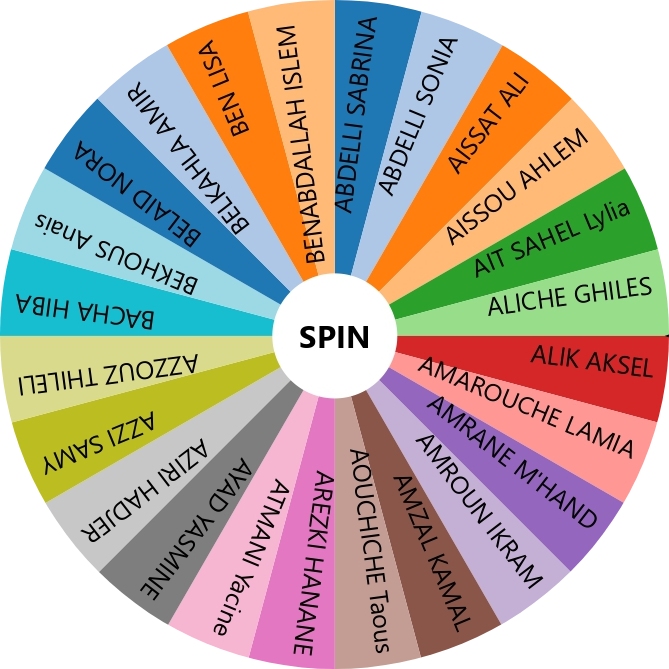 ABDELLI SABRINA
ABDELLI SONIA
AISSAT ALI
AISSOU AHLEM
AIT SAHEL Lylia
ALICHE GHILES
ALIK AKSEL
AMAROUCHE LAMIA
AMRANE M'HAND
AMROUN IKRAM
AMZAL KAMAL
AOUCHICHE Taous
AREZKI HANANE
ATMANI Yacine
AYAD YASMINE
AZIRI HADJER
AZZI SAMY
AZZOUZ THILELI
BACHA HIBA
BEKHOUS Anais
BELAID NORA
BELKAHLA AMIR
BEN LISA
BENABDALLAH ISLEM
SPIN